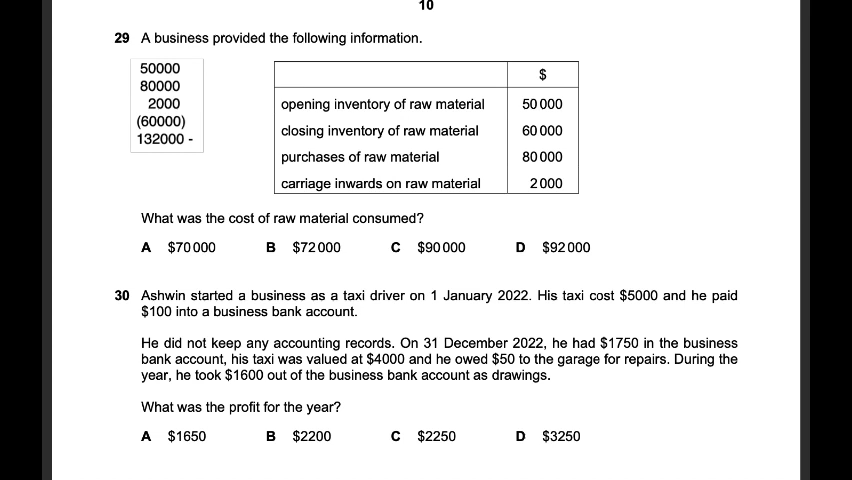 10
29 A business provided the following information.
50000
80000
2000
(60000)
132000 -
$
opening inventory of raw material 50 000
closing inventory of raw material 60 000
purchases of raw material 80 000
carriage inwards on raw material 2 000
What was the cost of raw material consumed?
A $70 000 B $72 000 C $90 000 D $92 000
30 Ashwin started a business as a taxi driver on 1 January 2022. His taxi cost $5000 and he paid
$100 into a business bank account.
He did not keep any accounting records. On 31 December 2022, he had $1750 in the business
bank account, his taxi was valued at $4000 and he owed $50 to the garage for repairs. During the
year, he took $1600 out of the business bank account as drawings.
What was the profit for the year?
A $1650 B $2200 C $2250 D $3250